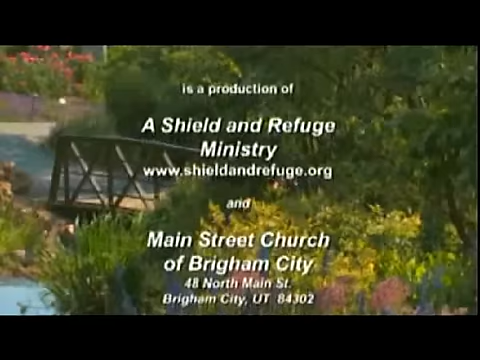 is a production of
A Shield and Refuge
Ministry
www.shieldandrefuge.org
and
Main Street Church
of Brigham City
48 North Main St.
Brigham City, UT 84302